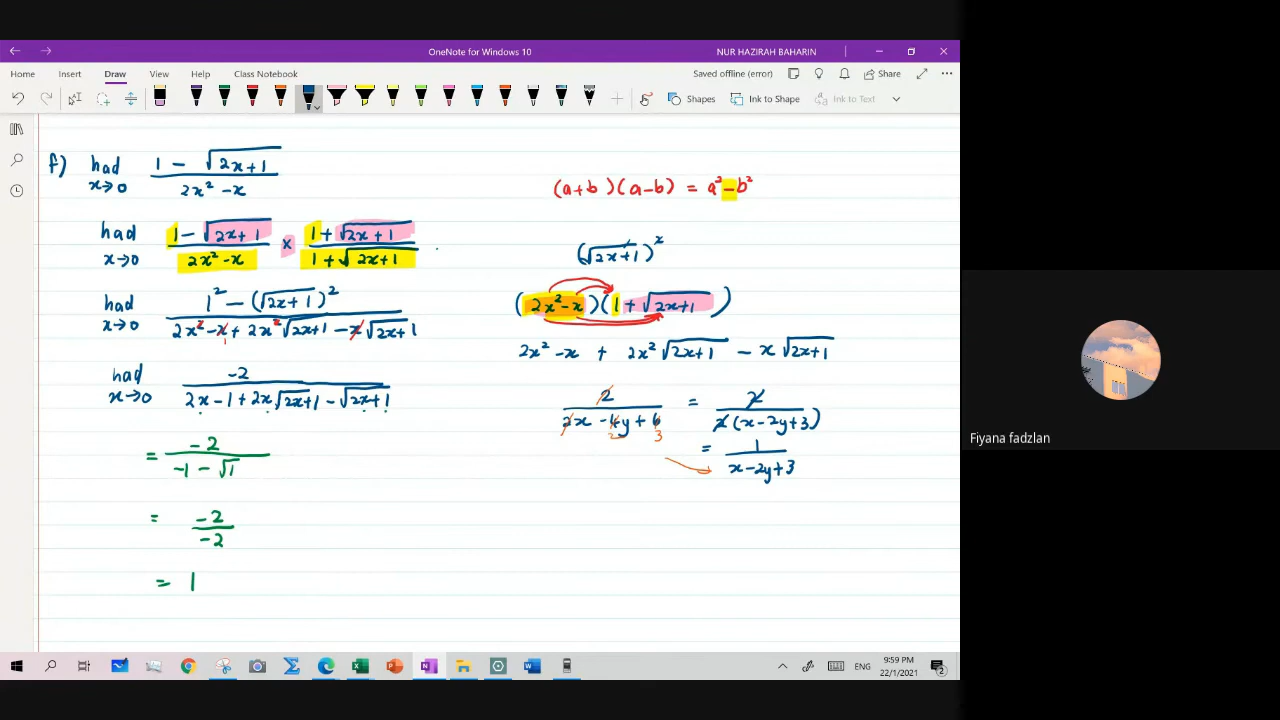 OneNote for Windows 10
NUR HAZIRAH BAHARIN
Home Insert Draw View Help Class Notebook
Saved offline (error) Share
Shapes Ink to Shape Ink to Text
f) had x→0 (1 - √(2x+1)) / (2x² - x)
had x→0 (1 - √(2x+1)) / (2x² - x) × (1 + √(2x+1)) / (1 + √(2x+1))
had x→0 (1² - (√(2x+1))²) / (2x² - x + 2x²√(2x+1) - x√(2x+1))
had x→0 -2 / (2x - 1 + 2x√(2x+1) - √(2x+1))
= -2 / (-1 - √1)
= -2 / -2
= 1
(a+b)(a-b) = a² - b²
(√(2x+1))²
(2x² - x)(1 + √(2x+1))
2x² - x + 2x²√(2x+1) - x√(2x+1)
2 / (2x - 4y + 6) = 2 / (2(x - 2y + 3))
2 3
= 1 / (x - 2y + 3)
Fiyana fadzlan
ENG
9:59 PM
22/1/2021
2